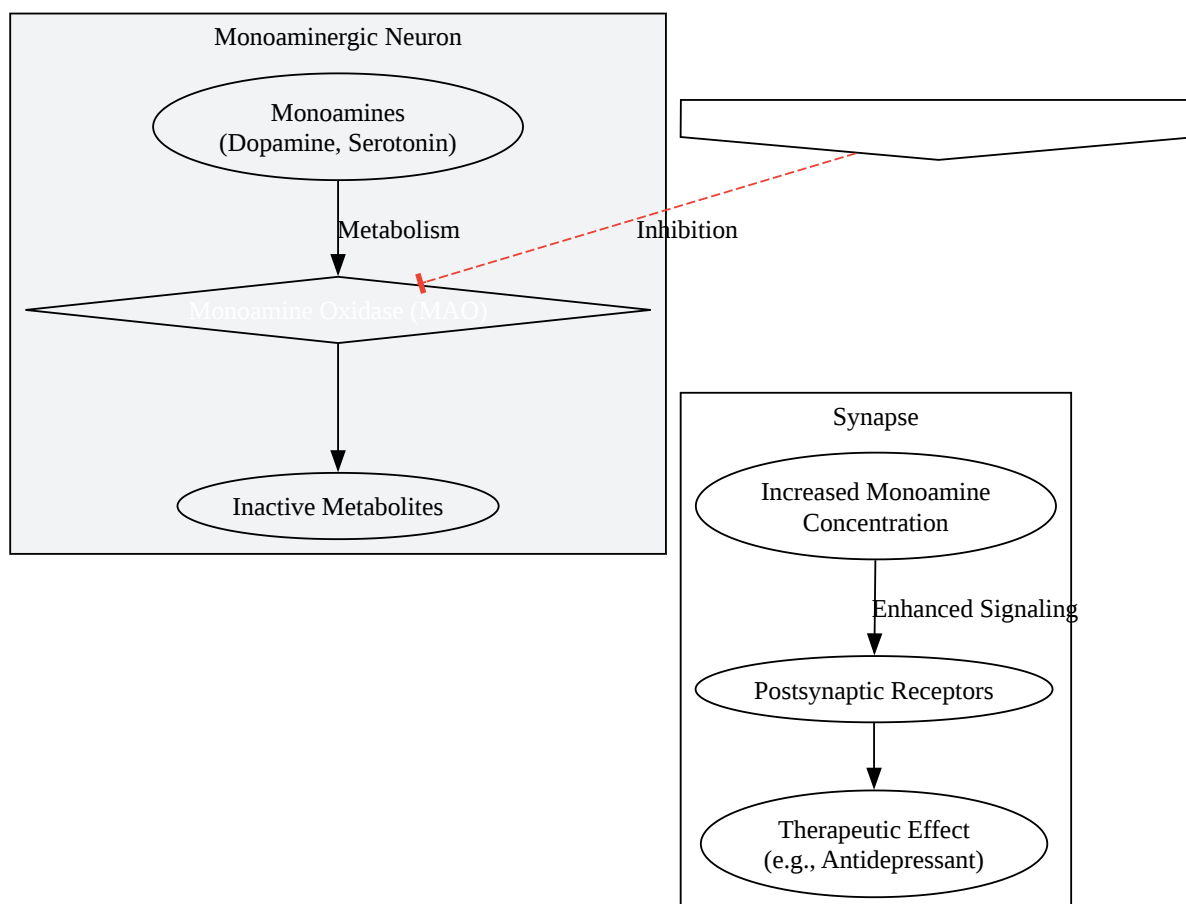 Monoaminergic Neuron
Monoamines
(Dopamine, Serotonin)
Metabolism
Inhibition
Monoamine Oxidase (MAO)
Inactive Metabolites
Synapse
Increased Monoamine
Concentration
Enhanced Signaling
Postsynaptic Receptors
Therapeutic Effect
(e.g., Antidepressant)